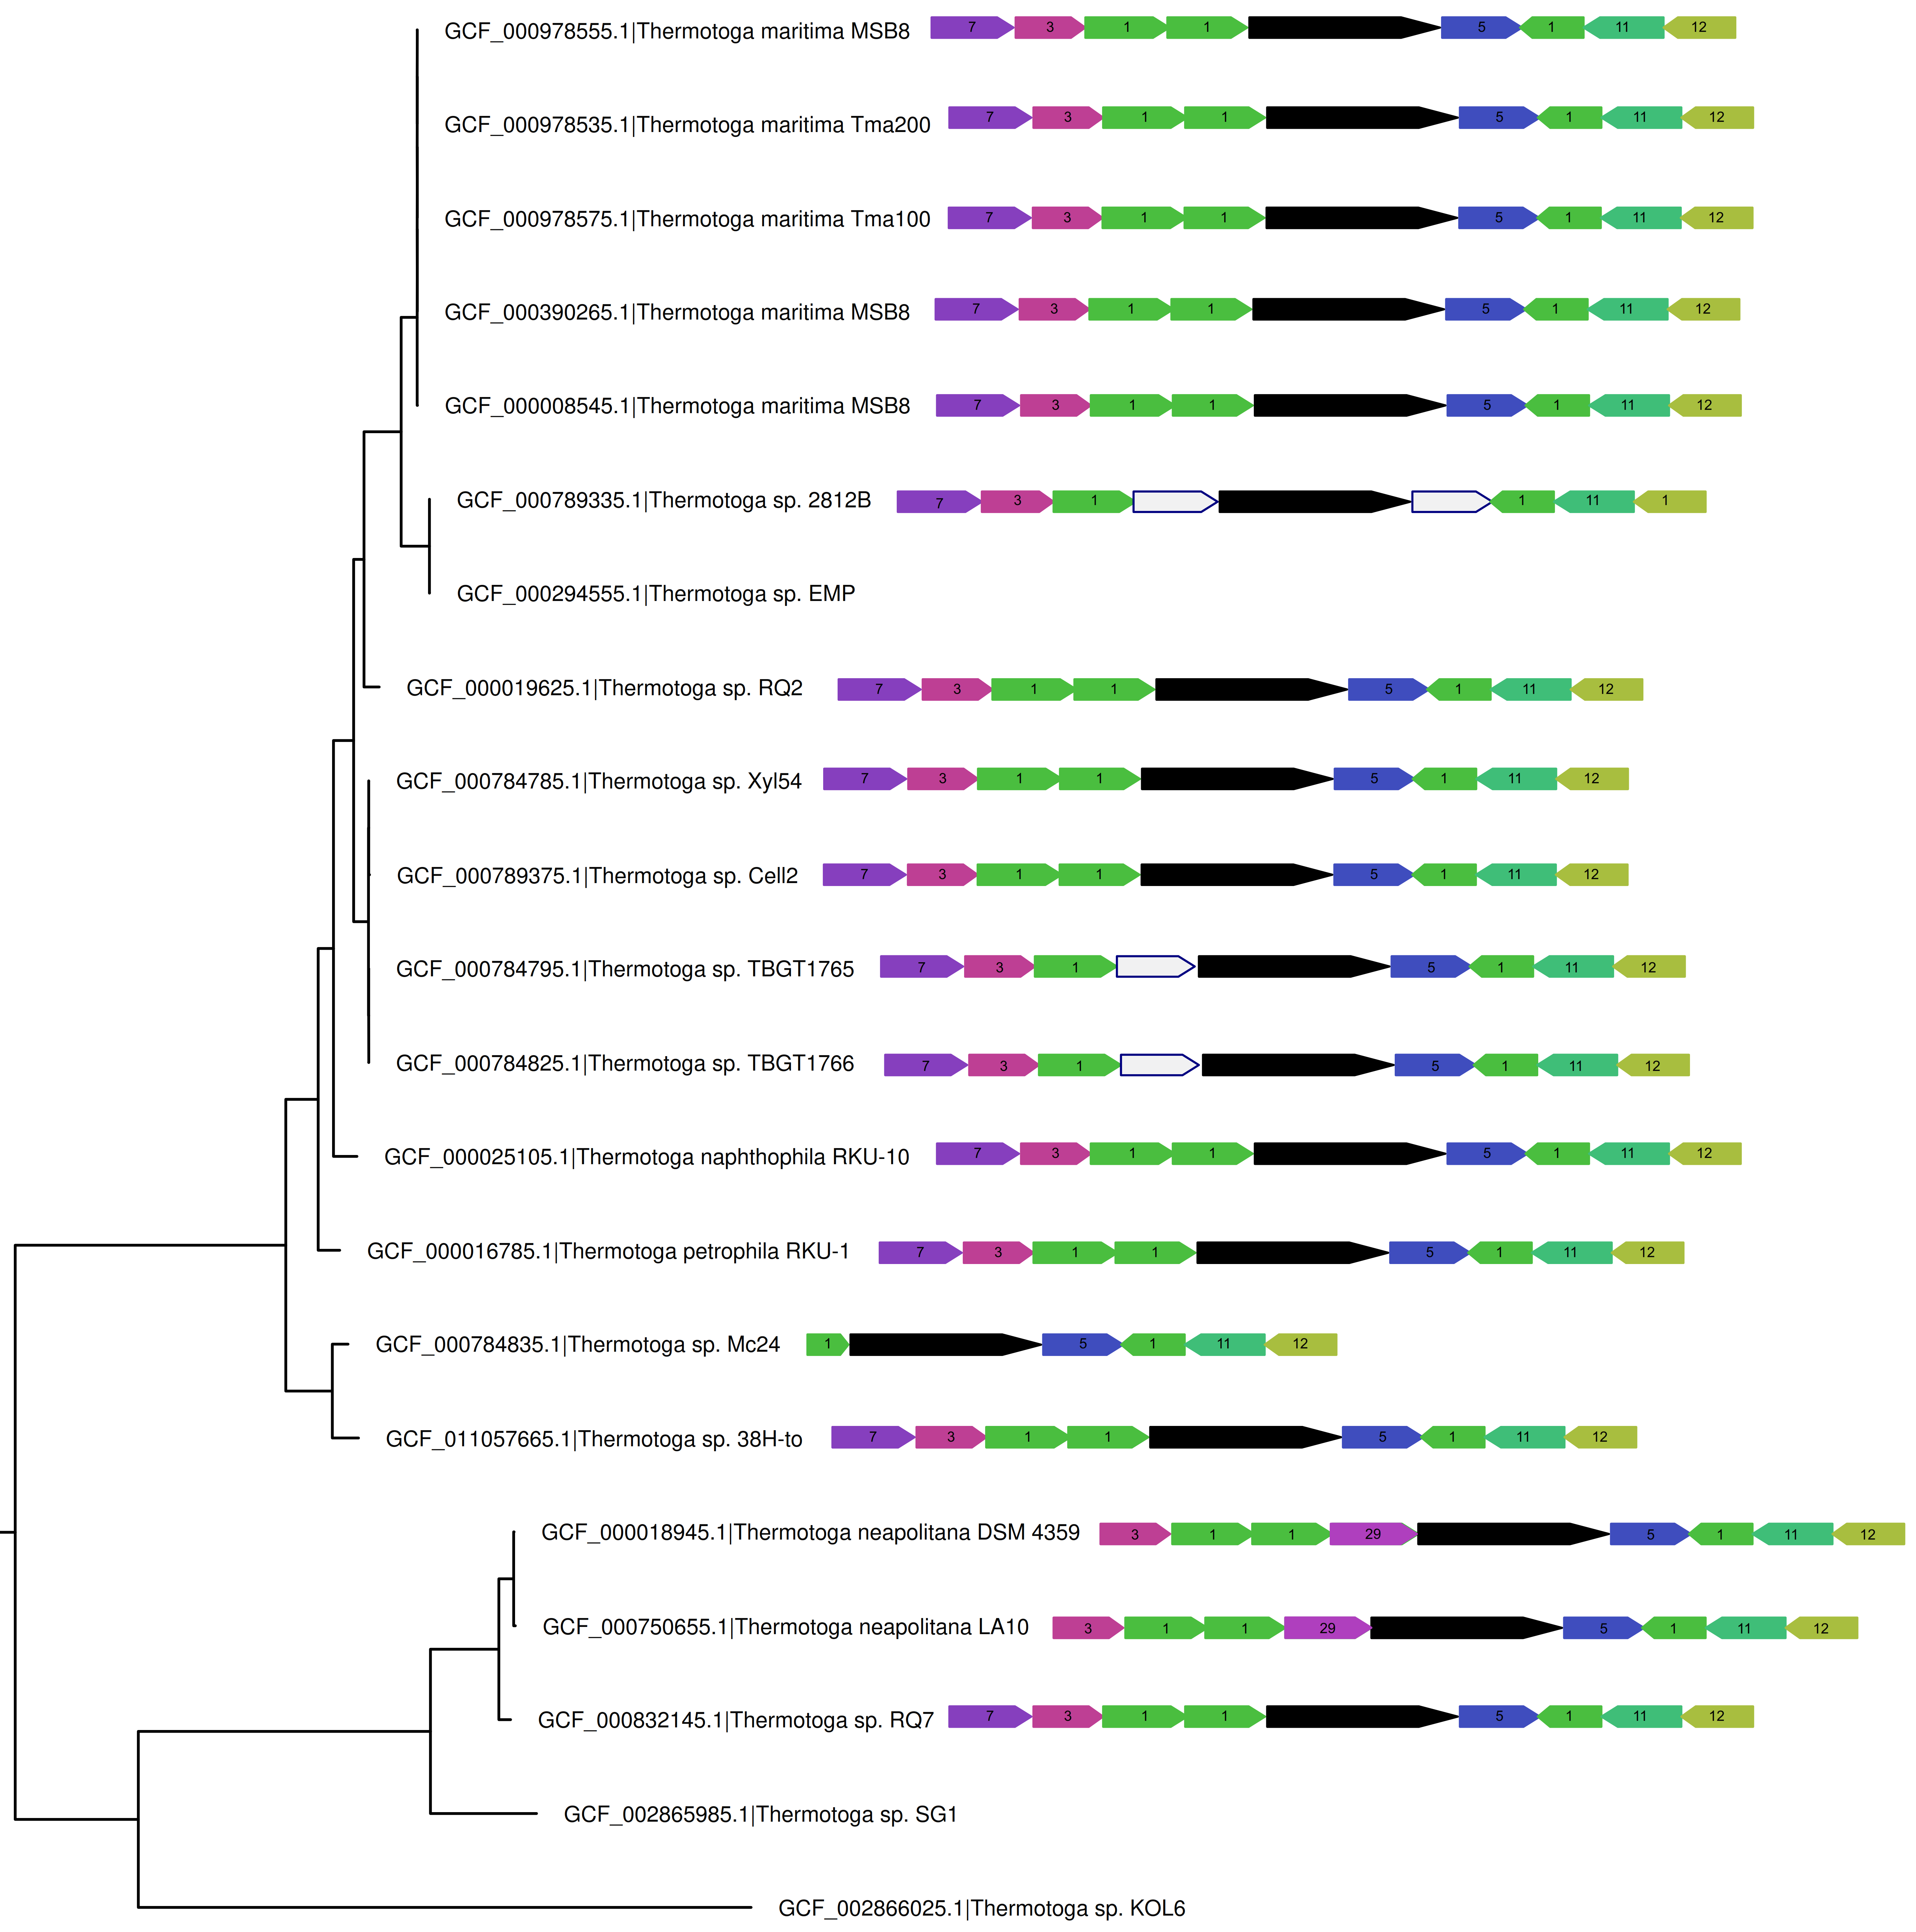 GCF_000978555.1|Thermotoga maritima MSB8 7 3 1 1 5 1 11 12
GCF_000978535.1|Thermotoga maritima Tma200 7 3 1 1 5 1 11 12
GCF_000978575.1|Thermotoga maritima Tma100 7 3 1 1 5 1 11 12
GCF_000390265.1|Thermotoga maritima MSB8 7 3 1 1 5 1 11 12
GCF_000008545.1|Thermotoga maritima MSB8 7 3 1 1 5 1 11 12
GCF_000789335.1|Thermotoga sp. 2812B 7 3 1 1 11 1
GCF_000294555.1|Thermotoga sp. EMP
GCF_000019625.1|Thermotoga sp. RQ2 7 3 1 1 5 1 11 12
GCF_000784785.1|Thermotoga sp. Xyl54 7 3 1 1 5 1 11 12
GCF_000789375.1|Thermotoga sp. Cell2 7 3 1 1 5 1 11 12
GCF_000784795.1|Thermotoga sp. TBGT1765 7 3 1 5 1 11 12
GCF_000784825.1|Thermotoga sp. TBGT1766 7 3 1 5 1 11 12
GCF_000025105.1|Thermotoga naphthophila RKU-10 7 3 1 1 5 1 11 12
GCF_000016785.1|Thermotoga petrophila RKU-1 7 3 1 1 5 1 11 12
GCF_000784835.1|Thermotoga sp. Mc24 1 5 1 11 12
GCF_011057665.1|Thermotoga sp. 38H-to 7 3 1 1 5 1 11 12
GCF_000018945.1|Thermotoga neapolitana DSM 4359 3 1 1 29 5 1 11 12
GCF_000750655.1|Thermotoga neapolitana LA10 3 1 1 29 5 1 11 12
GCF_000832145.1|Thermotoga sp. RQ7 7 3 1 1 5 1 11 12
GCF_002865985.1|Thermotoga sp. SG1
GCF_002866025.1|Thermotoga sp. KOL6